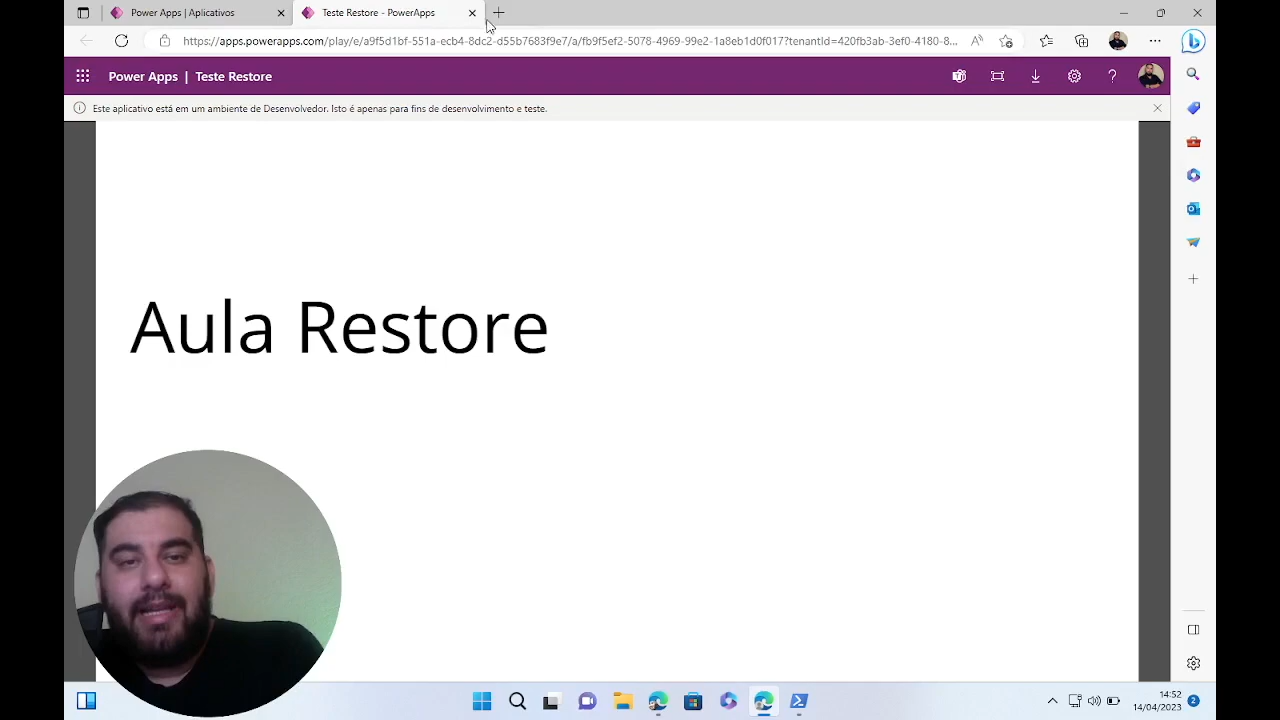 Power Apps | Aplicativos
Teste Restore - PowerApps
https://apps.powerapps.com/play/e/a9f5d1bf-551a-ecb4-8dc2-d55b7683f9e7/a/fb9f5ef2-5078-4969-99e2-1a8eb1d0f017?tenantId=420fb3ab-3ef0-4180-8...
Power Apps | Teste Restore
Este aplicativo está em um ambiente de Desenvolvedor. Isto é apenas para fins de desenvolvimento e teste.
Aula Restore
14:52
14/04/2023
2